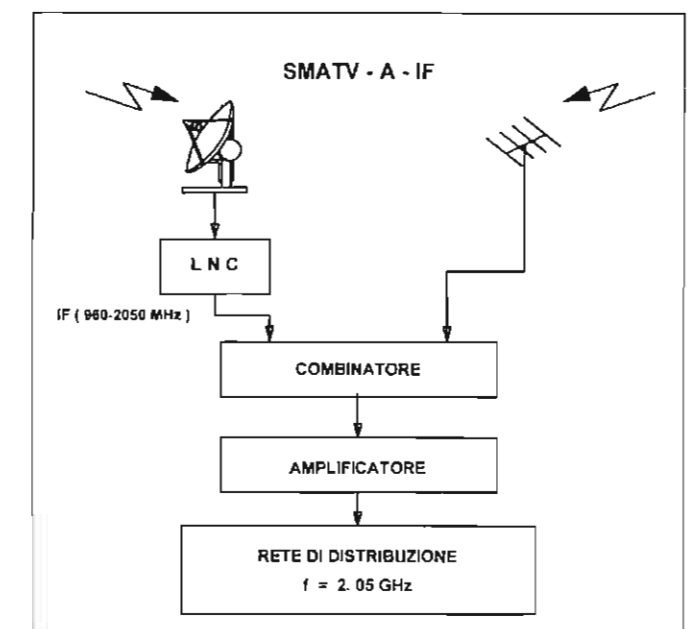 SMATV - A - IF
L N C
IF ( 960-2050 MHz )
COMBINATORE
AMPLIFICATORE
RETE DI DISTRIBUZIONE
f = 2. 05 GHz